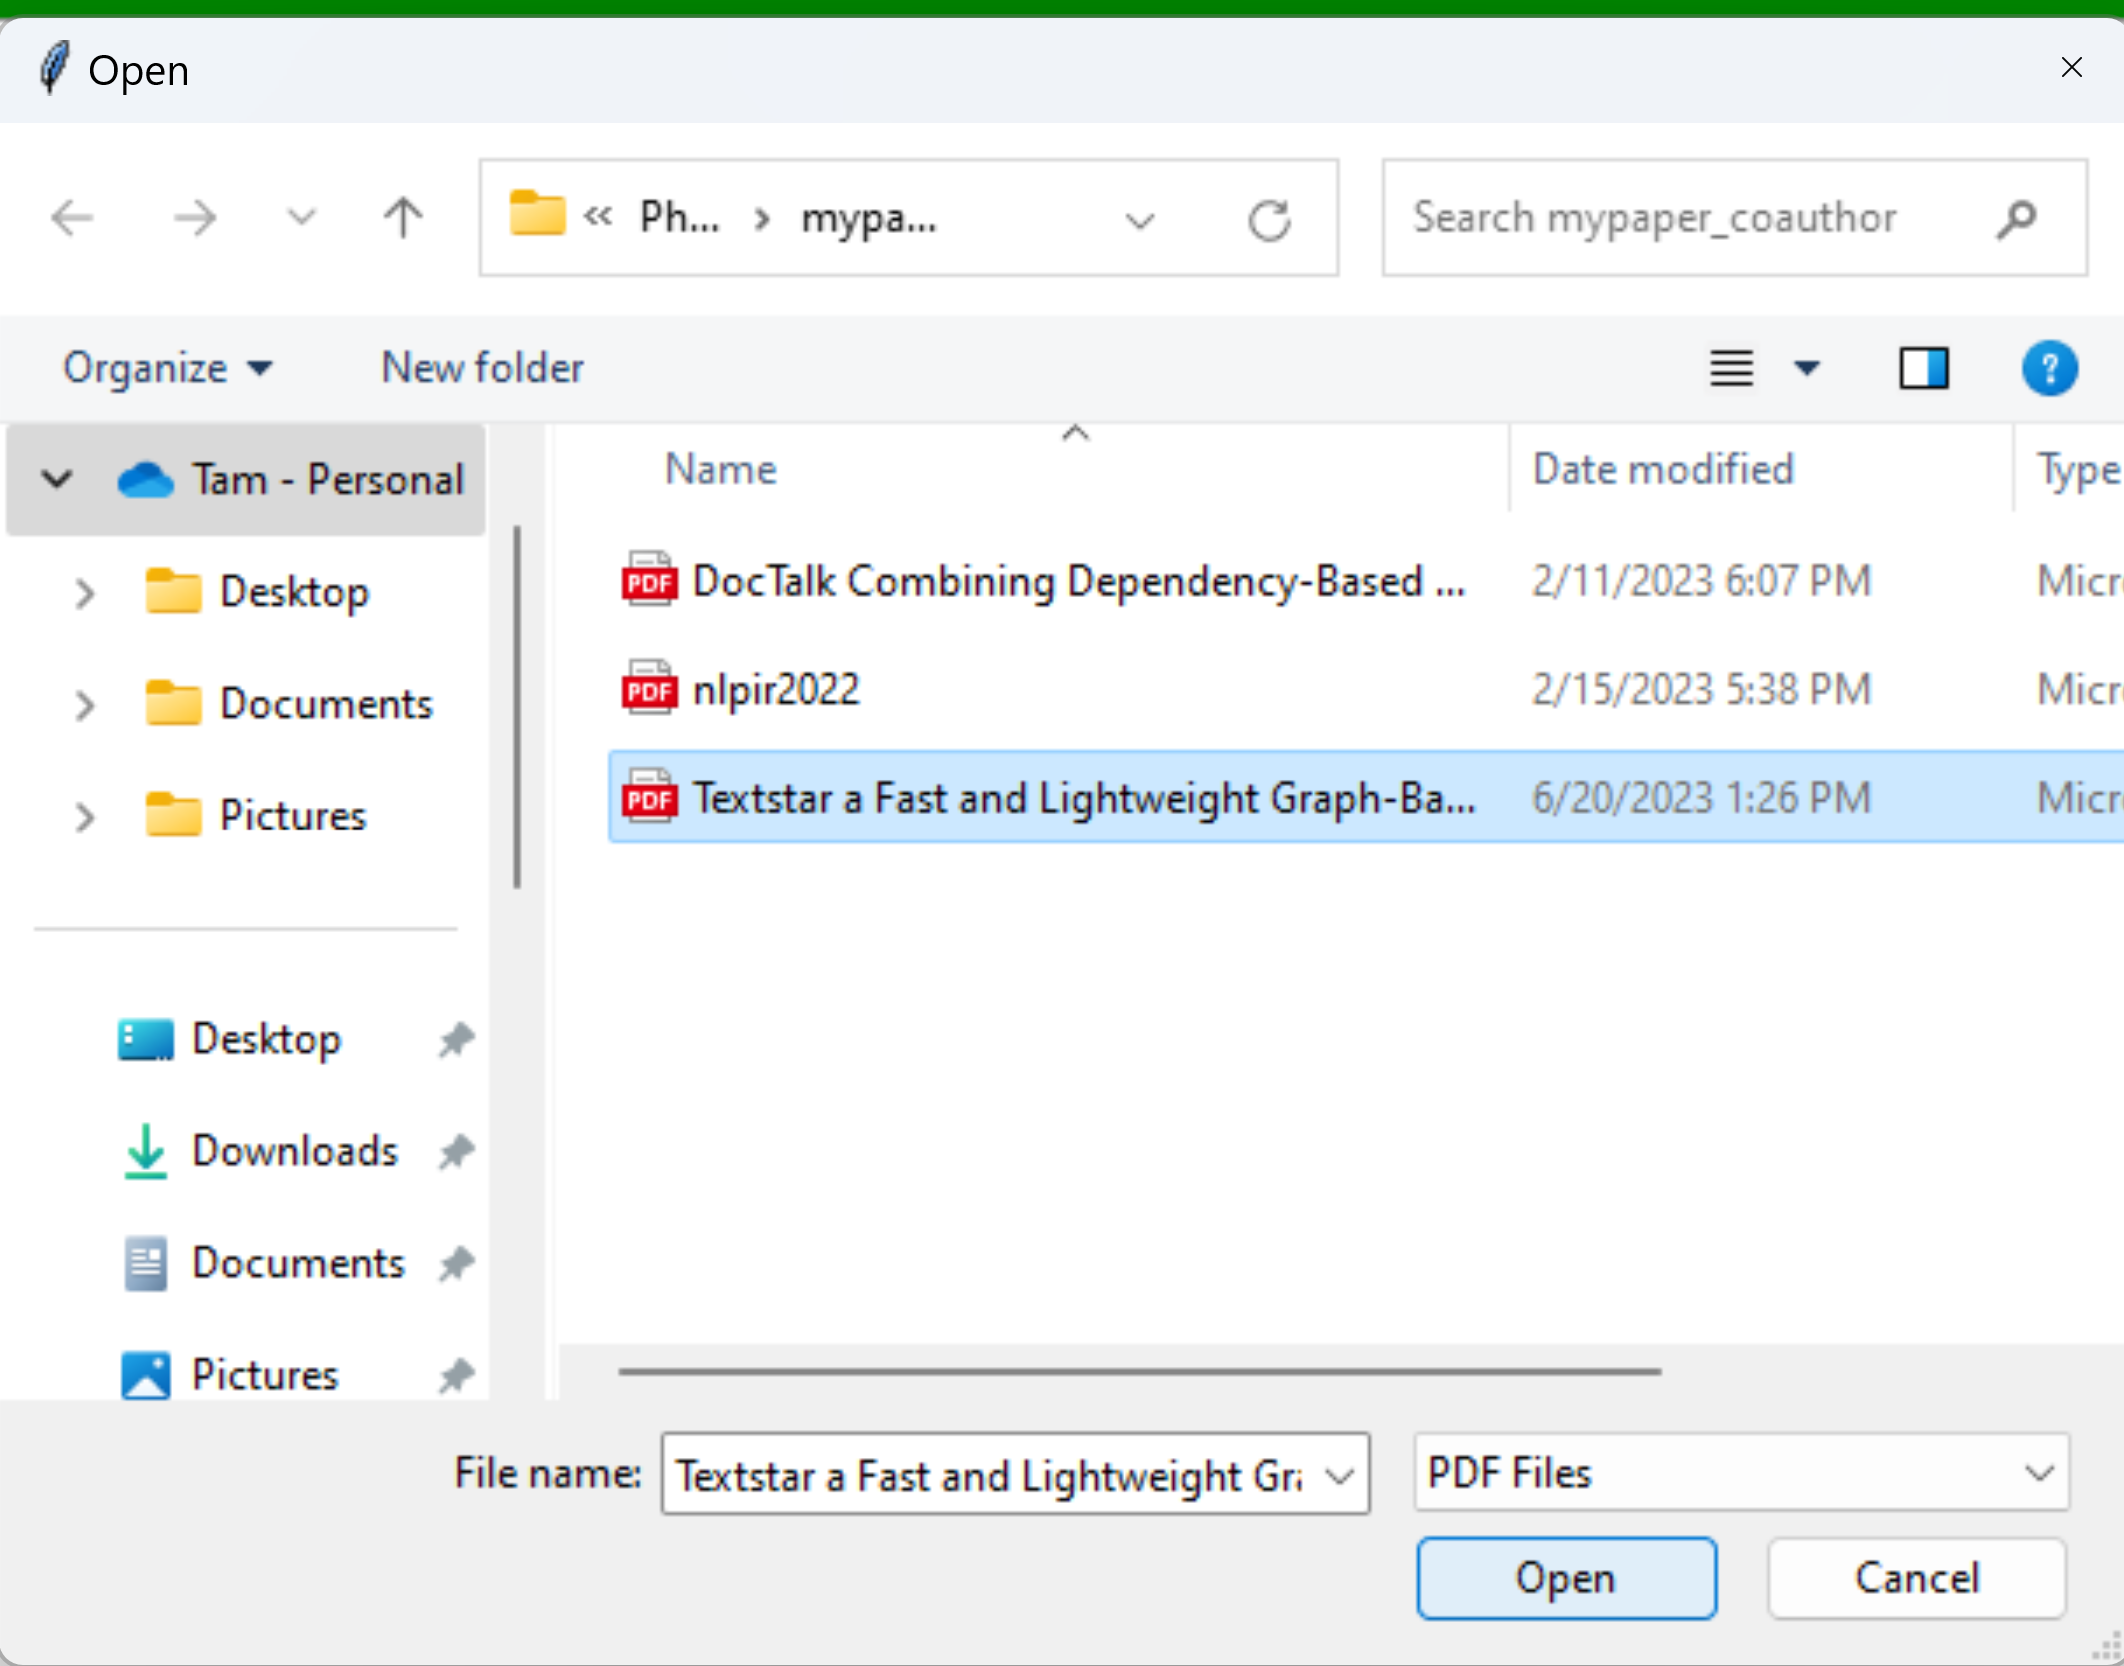 Open
« Ph... > mypa...
Search mypaper_coauthor
Organize
New folder
?
Tam - Personal
Desktop
Documents
Pictures
Desktop
Downloads
Documents
Pictures
Name Date modified Type
PDF DocTalk Combining Dependency-Based ... 2/11/2023 6:07 PM Micr
PDF nlpir2022 2/15/2023 5:38 PM Micr
PDF Textstar a Fast and Lightweight Graph-Ba... 6/20/2023 1:26 PM Micr
File name: Textstar a Fast and Lightweight Gra
PDF Files
Open
Cancel